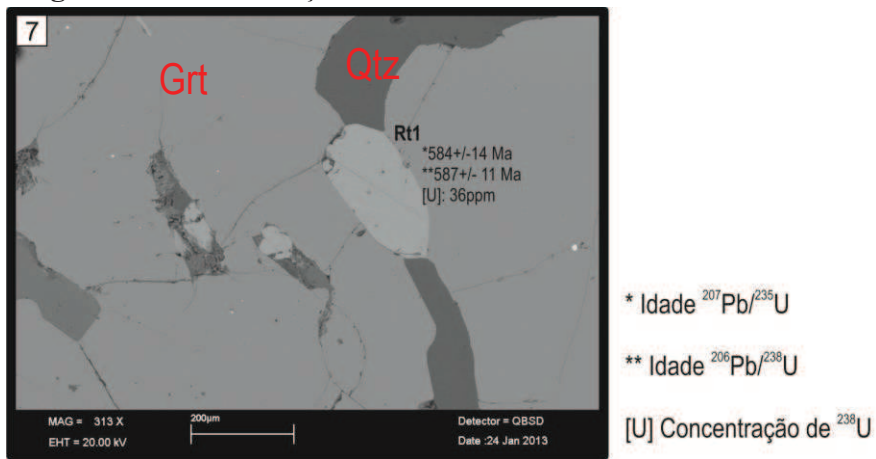 7
Grt
Qtz
Rt1
*584+/-14 Ma
**587+/- 11 Ma
[U]: 36ppm
MAG = 313 X
EHT = 20.00 kV
200µm
Detector = QBSD
Date :24 Jan 2013
* Idade ²⁰⁷Pb/²³⁵U
** Idade ²⁰⁶Pb/²³⁸U
[U] Concentração de ²³⁸U